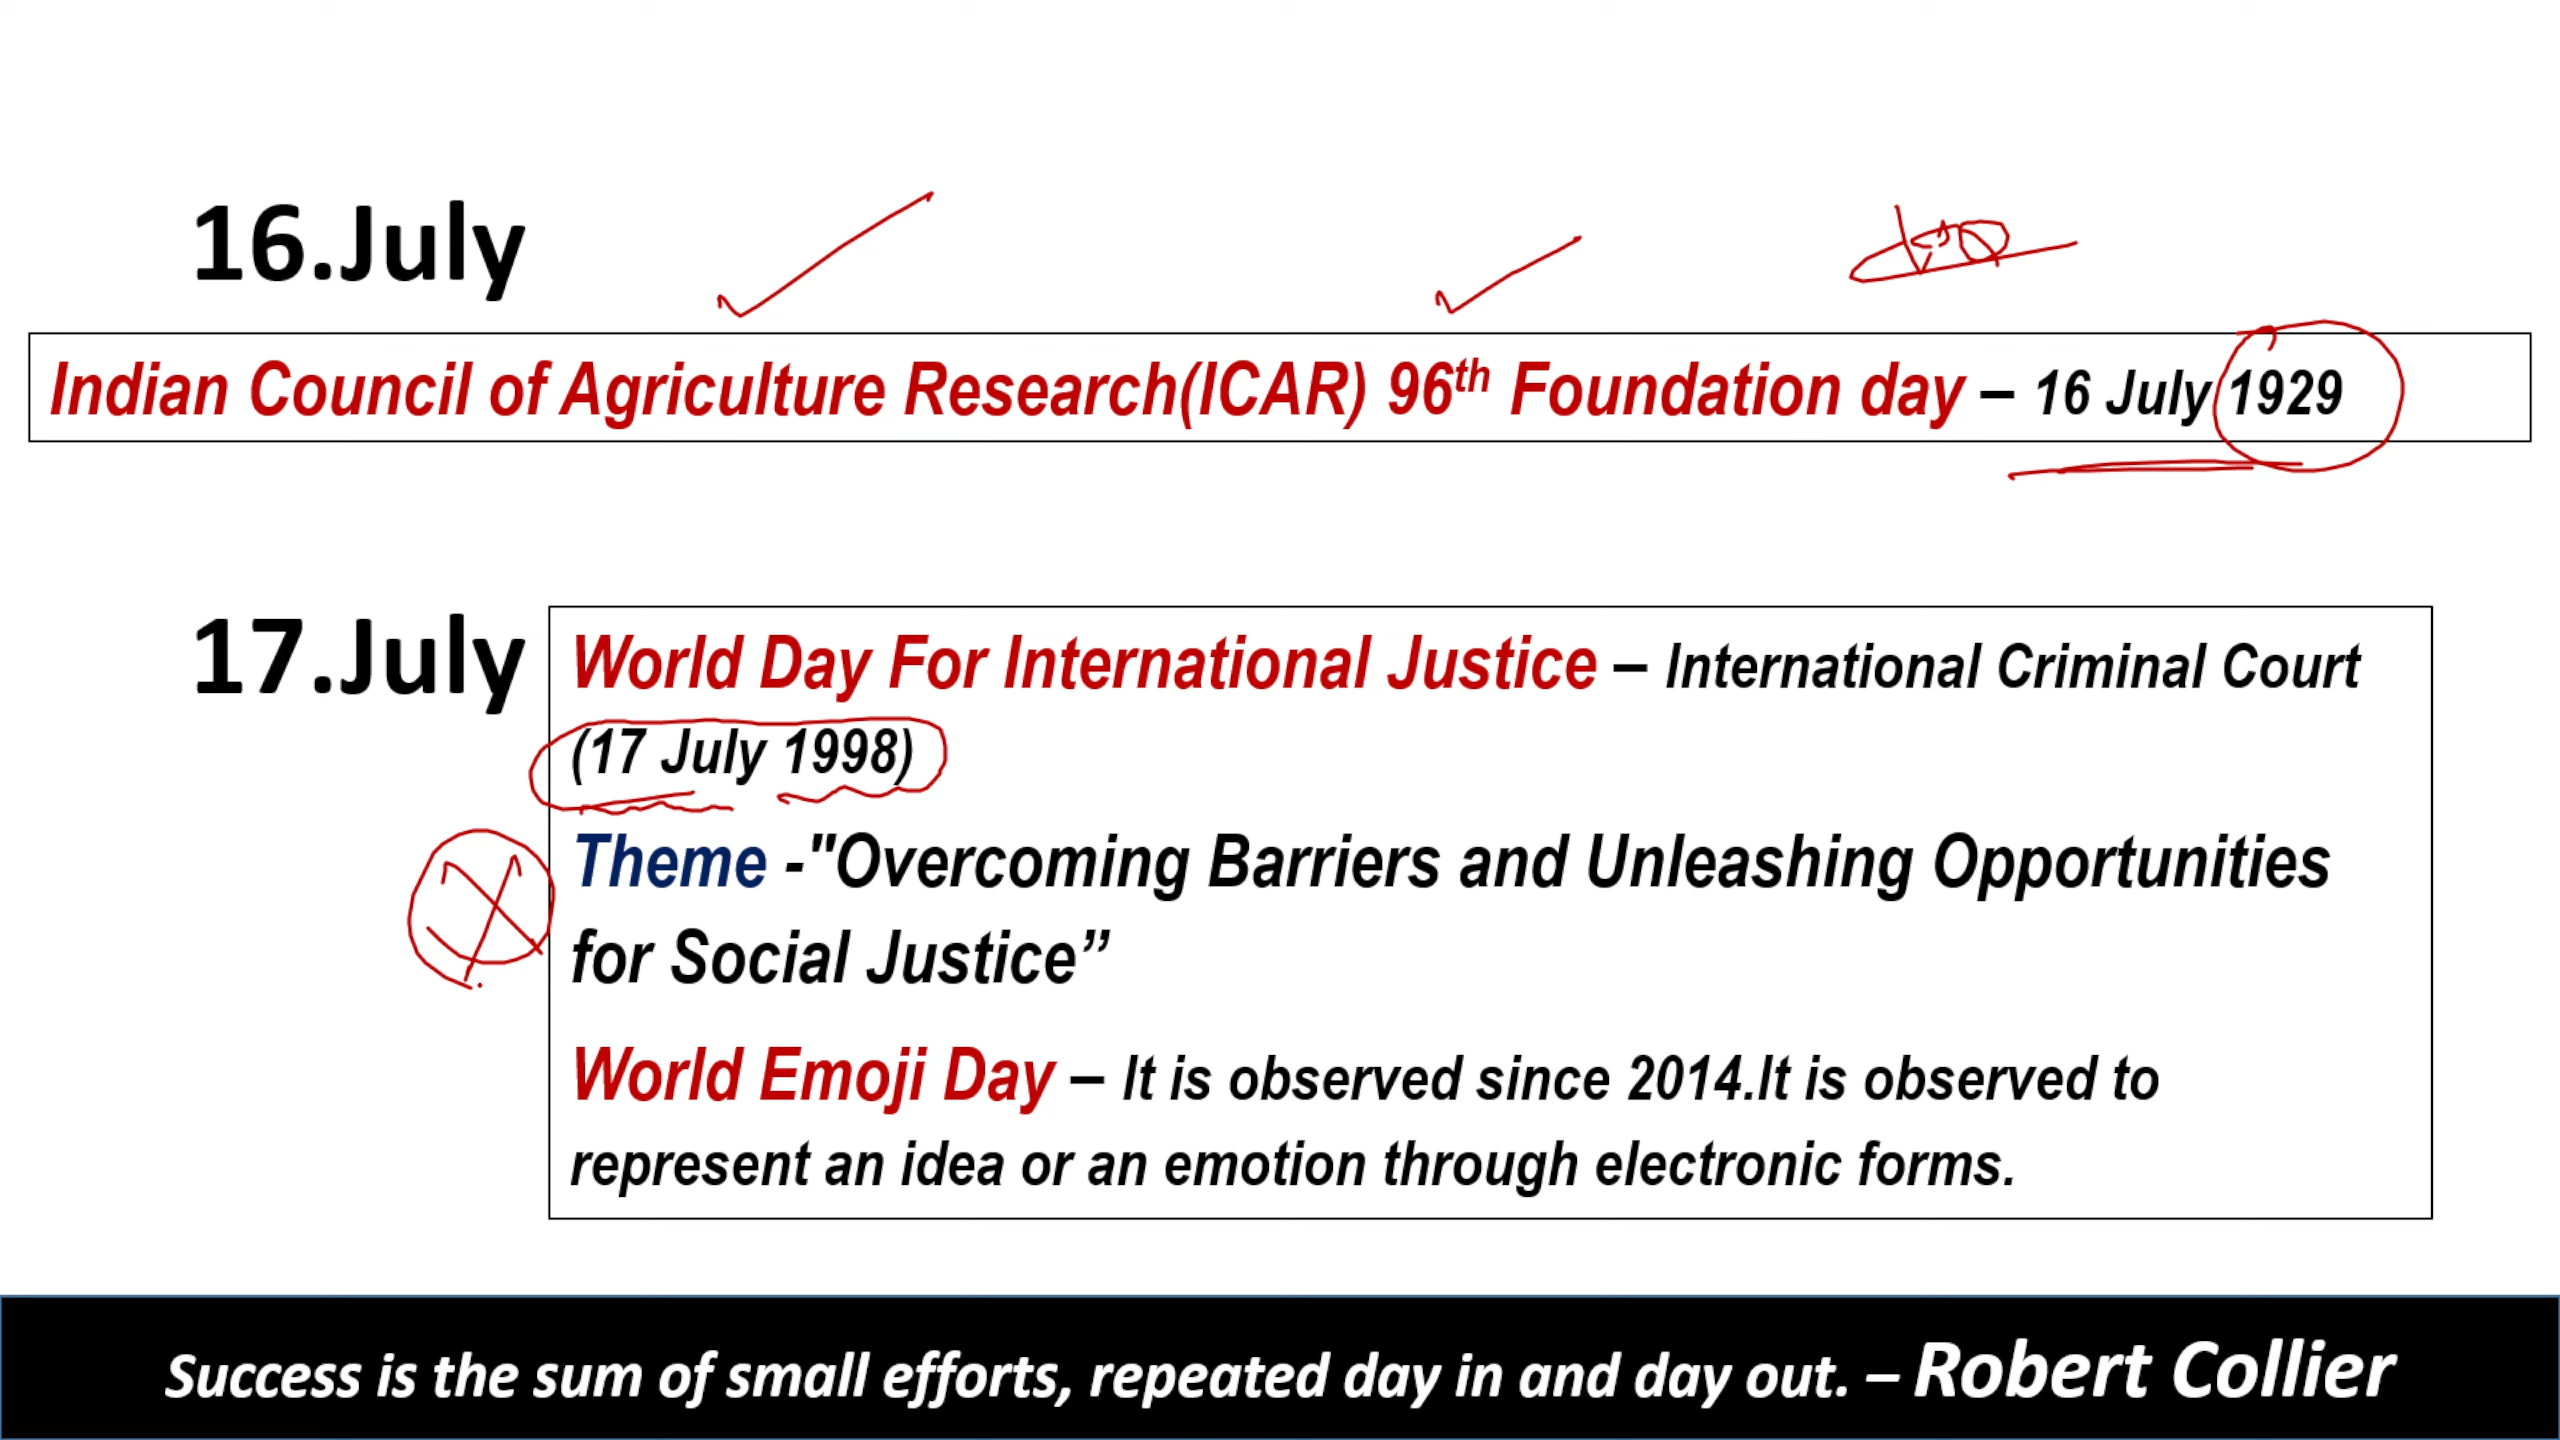 16.July
Indian Council of Agriculture Research(ICAR) 96th Foundation day – 16 July 1929
17.July
World Day For International Justice – International Criminal Court
(17 July 1998)
Theme -"Overcoming Barriers and Unleashing Opportunities
for Social Justice”
World Emoji Day – It is observed since 2014.It is observed to
represent an idea or an emotion through electronic forms.
Success is the sum of small efforts, repeated day in and day out. – Robert Collier